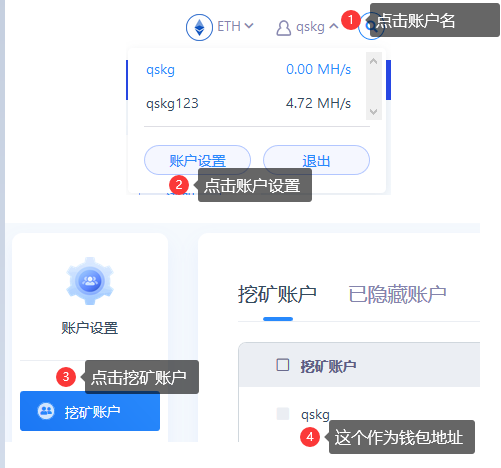 ETH qskg 1 点击账户名
qskg 0.00 MH/s
qskg123 4.72 MH/s
账户设置 退出
2 点击账户设置
账户设置
挖矿账户 已隐藏账户
3 点击挖矿账户
挖矿账户
挖矿账户
qskg
4 这个作为钱包地址